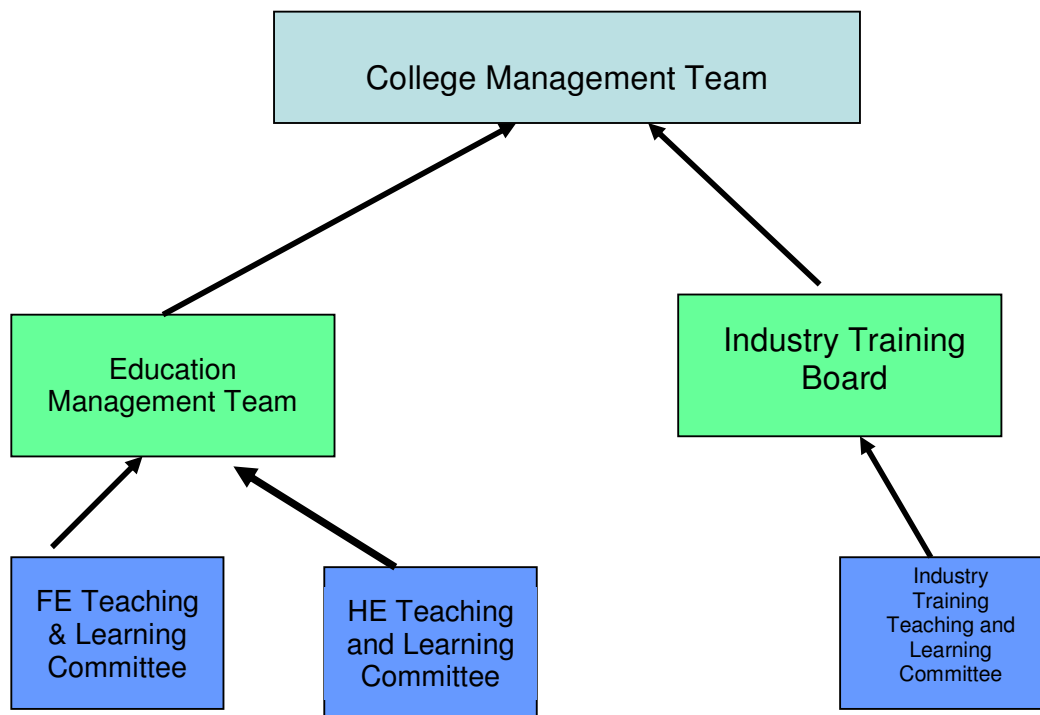 College Management Team
Education
Management Team
Industry Training
Board
FE Teaching
& Learning
Committee
HE Teaching
and Learning
Committee
Industry
Training
Teaching and
Learning
Committee